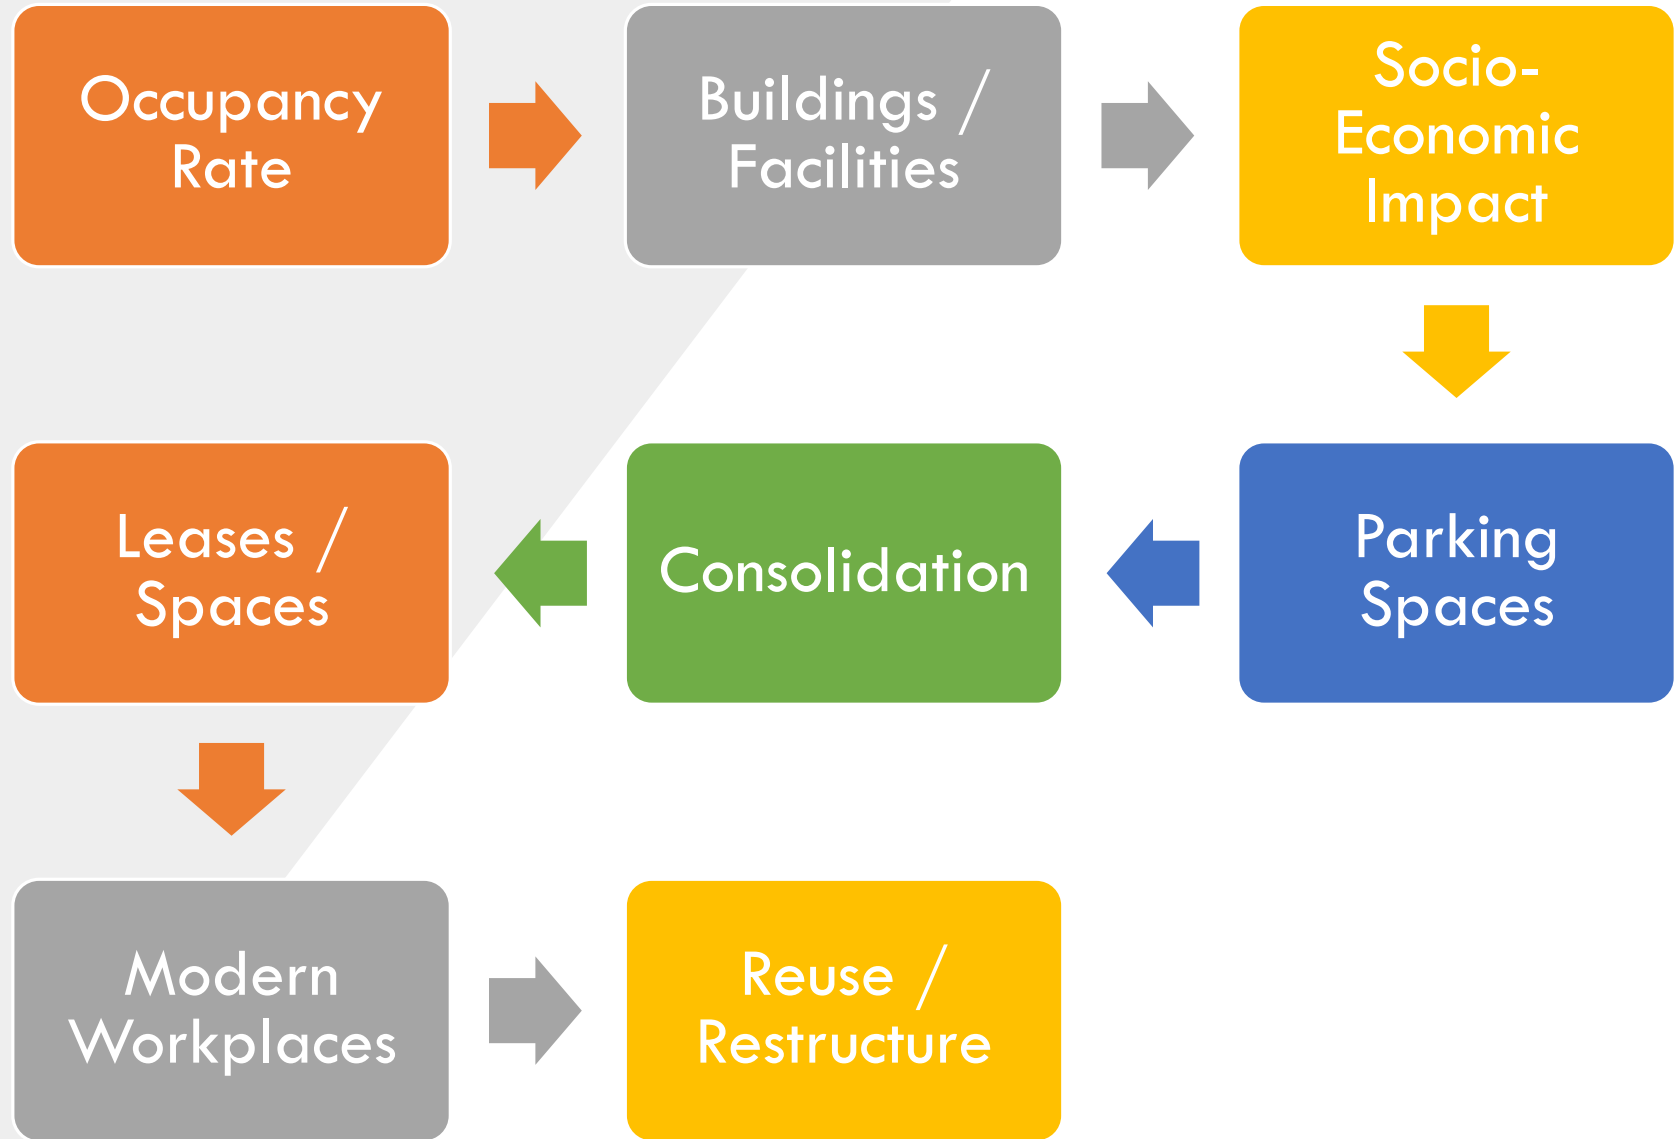 Occupancy
Rate
Buildings /
Facilities
Socio-
Economic
Impact
Parking
Spaces
Consolidation
Leases /
Spaces
Modern
Workplaces
Reuse /
Restructure